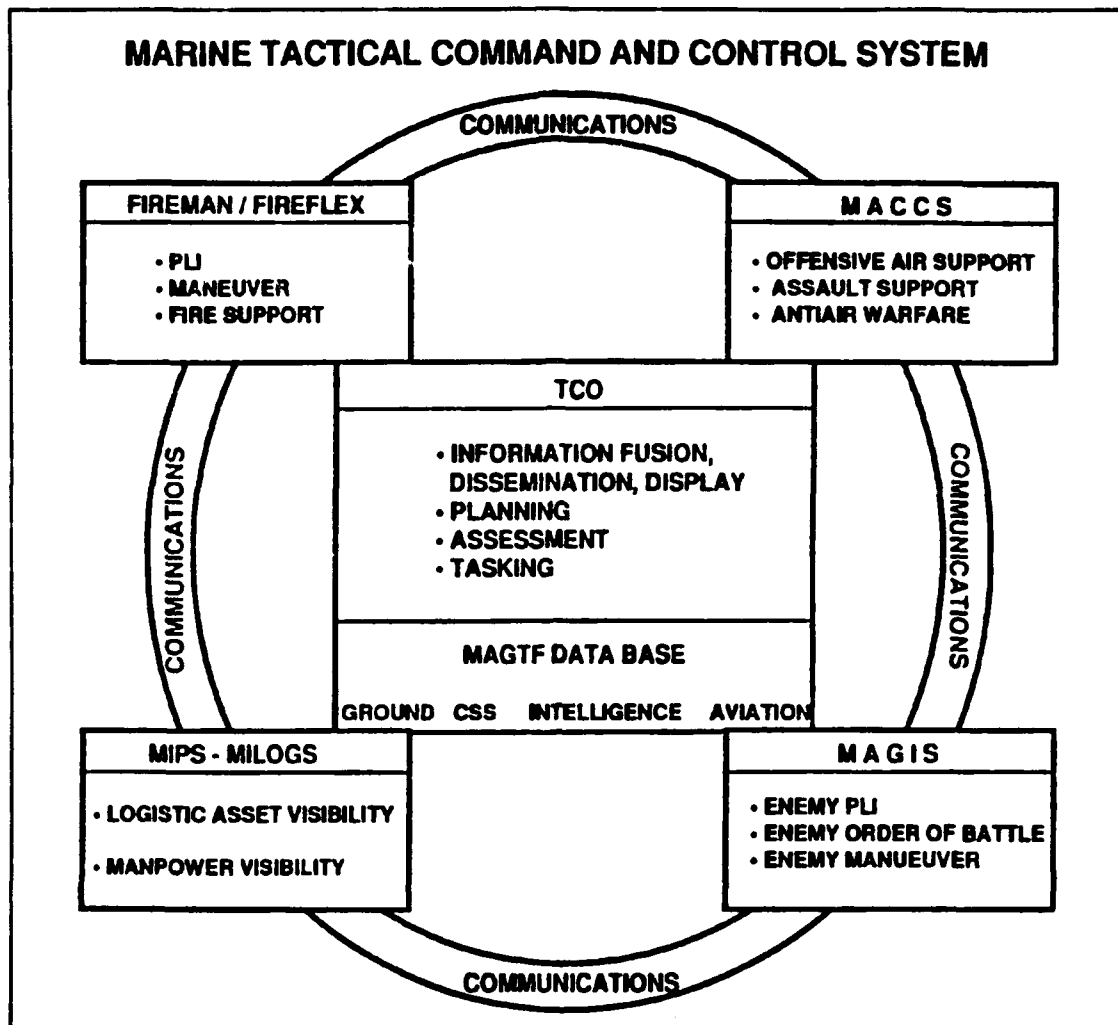 MARINE TACTICAL COMMAND AND CONTROL SYSTEM
COMMUNICATIONS
FIREMAN / FIREFLEX
• PLI
• MANEUVER
• FIRE SUPPORT
MACCS
• OFFENSIVE AIR SUPPORT
• ASSAULT SUPPORT
• ANTIAIR WARFARE
TCO
• INFORMATION FUSION,
DISSEMINATION, DISPLAY
• PLANNING
• ASSESSMENT
• TASKING
COMMUNICATIONS
COMMUNICATIONS
MAGTF DATA BASE
GROUND CSS INTELLIGENCE AVIATION
MIPS - MILOGS
• LOGISTIC ASSET VISIBILITY
• MANPOWER VISIBILITY
MAGIS
• ENEMY PLI
• ENEMY ORDER OF BATTLE
• ENEMY MANUEUVER
COMMUNICATIONS